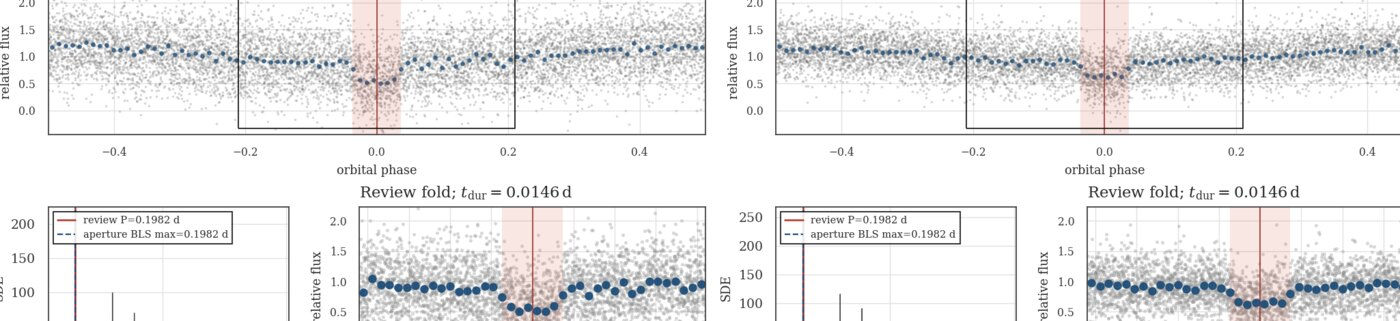 2.0
1.5
1.0
0.5
0.0
relative flux
−0.4
−0.2
0.0
0.2
0.4
orbital phase
2.0
1.5
1.0
0.5
0.0
relative flux
−0.4
−0.2
0.0
0.2
0.4
orbital phase
200
150
100
SDE
review P=0.1982 d
aperture BLS max=0.1982 d
Review fold; tdur = 0.0146 d
2.0
1.5
1.0
0.5
relative flux
250
200
150
100
SDE
review P=0.1982 d
aperture BLS max=0.1982 d
Review fold; tdur = 0.0146 d
2.0
1.5
1.0
0.5
relative flux